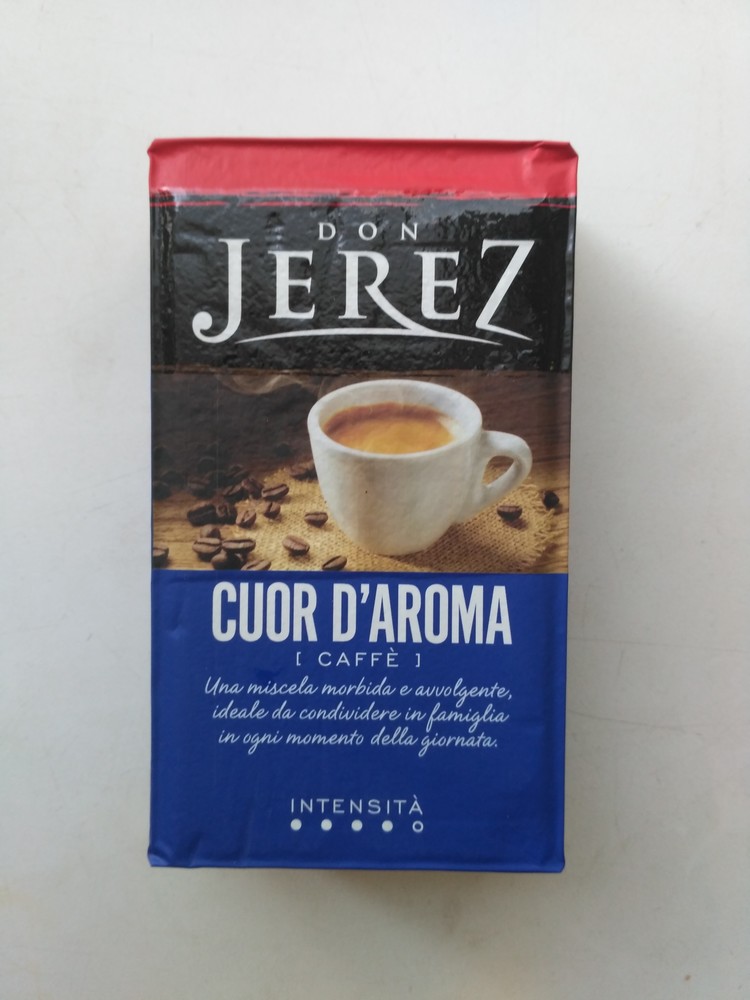 DON
JEREZ
CUOR D'AROMA
[ CAFFÈ ]
Una miscela morbida e avvolgente,
ideale da condividere in famiglia
in ogni momento della giornata.
INTENSITÀ